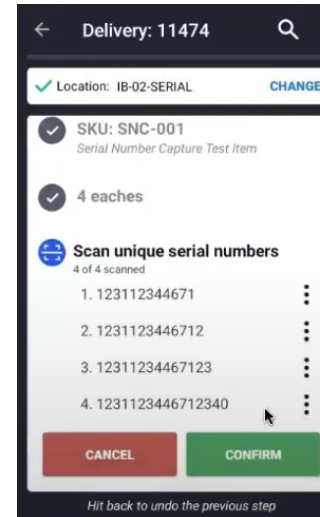 Delivery: 11474
Location: IB-02-SERIAL CHANGE
SKU: SNC-001
Serial Number Capture Test Item
4 eaches
Scan unique serial numbers
4 of 4 scanned
1. 123112344671
2. 1231123446712
3. 12311234467123
4. 1231123446712340
CANCEL CONFIRM
Hit back to undo the previous step